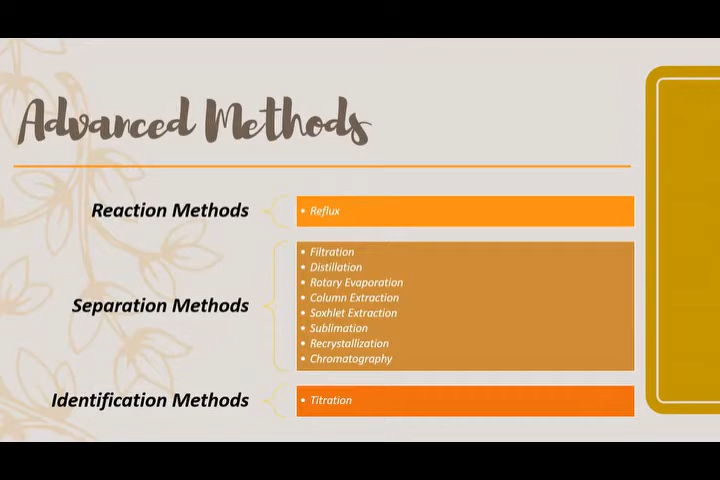 Advanced Methods
Reaction Methods
• Reflux
Separation Methods
• Filtration
• Distillation
• Rotary Evaporation
• Column Extraction
• Soxhlet Extraction
• Sublimation
• Recrystallization
• Chromatography
Identification Methods
• Titration